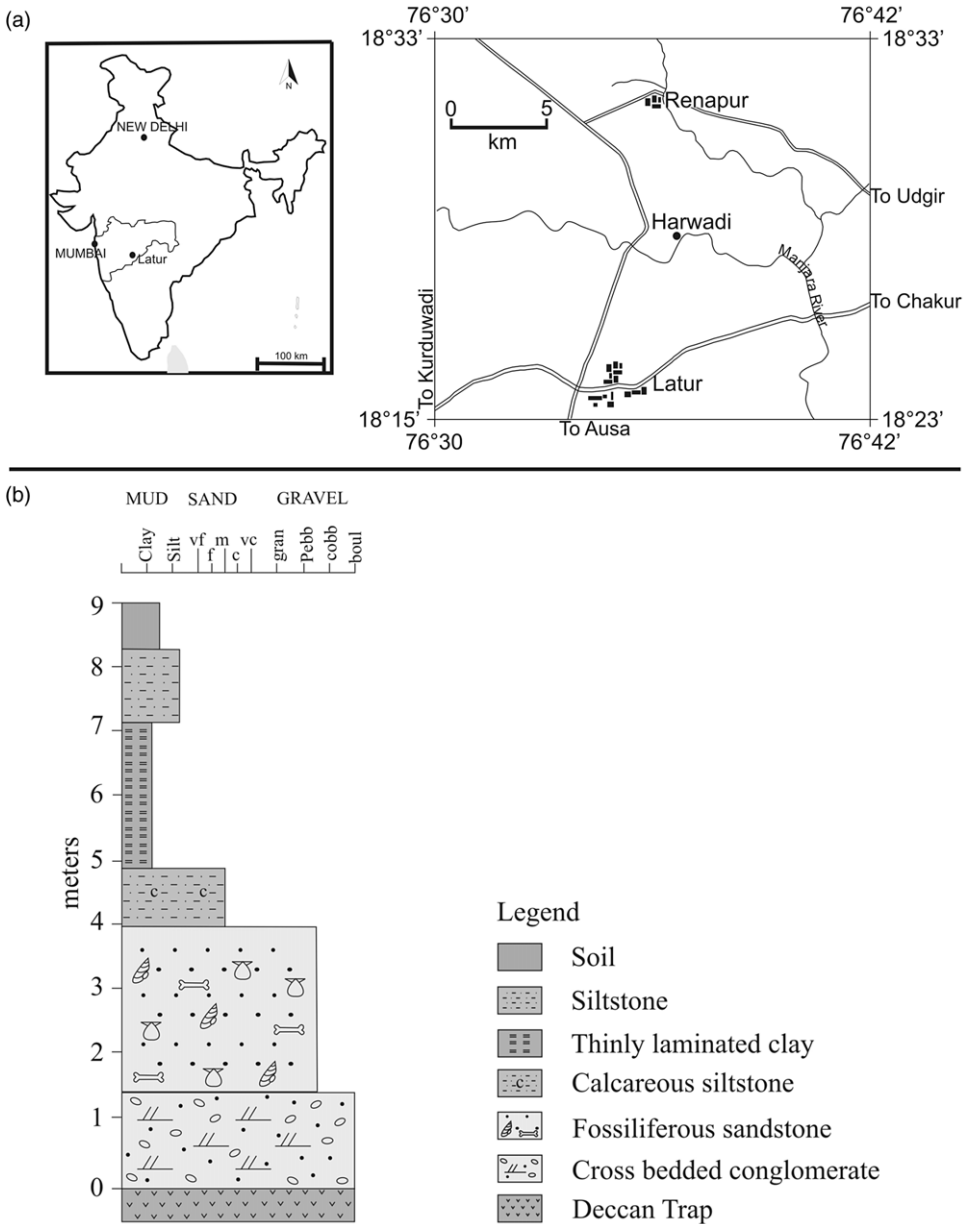 (a)
N
NEW DELHI
MUMBAI
Latur
100 km
76°30’
76°42’
18°33’
18°33’
0 5
km
Renapur
To Udgir
Harwadi
Manjara River
To Chakur
To Kurduwadi
Latur
18°15’
18°23’
To Ausa
76°30
76°42’
(b)
MUD SAND GRAVEL
Clay Silt vf f m c vc gran Pebb cobb boul
meters
9
8
7
6
5
c c
4
3
2
1
0
Legend
Soil
Siltstone
Thinly laminated clay
c Calcareous siltstone
Fossiliferous sandstone
Cross bedded conglomerate
Deccan Trap